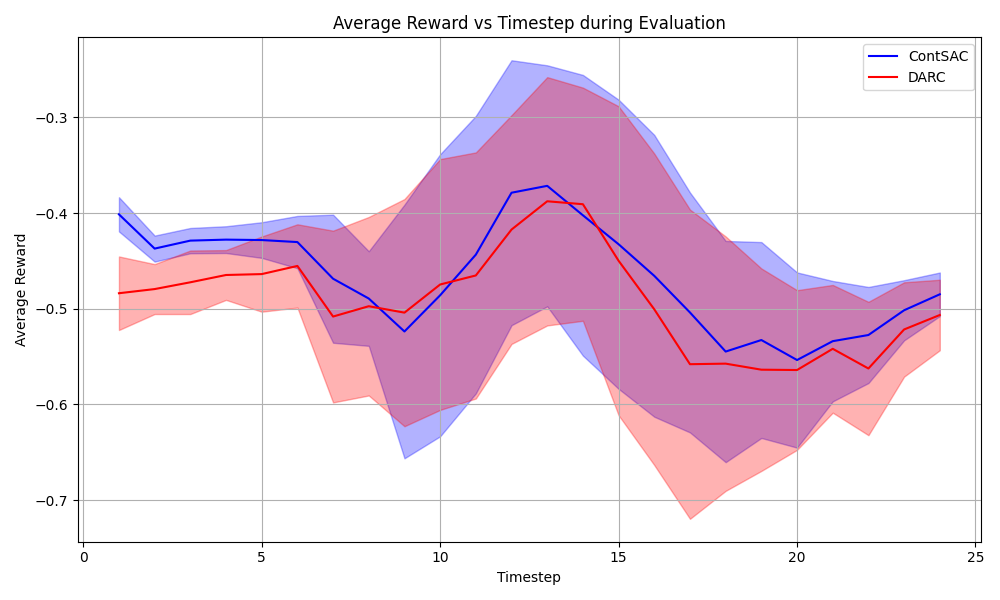 Average Reward vs Timestep during Evaluation
ContSAC
DARC
Average Reward
−0.3
−0.4
−0.5
−0.6
−0.7
0
5
10
15
20
25
Timestep